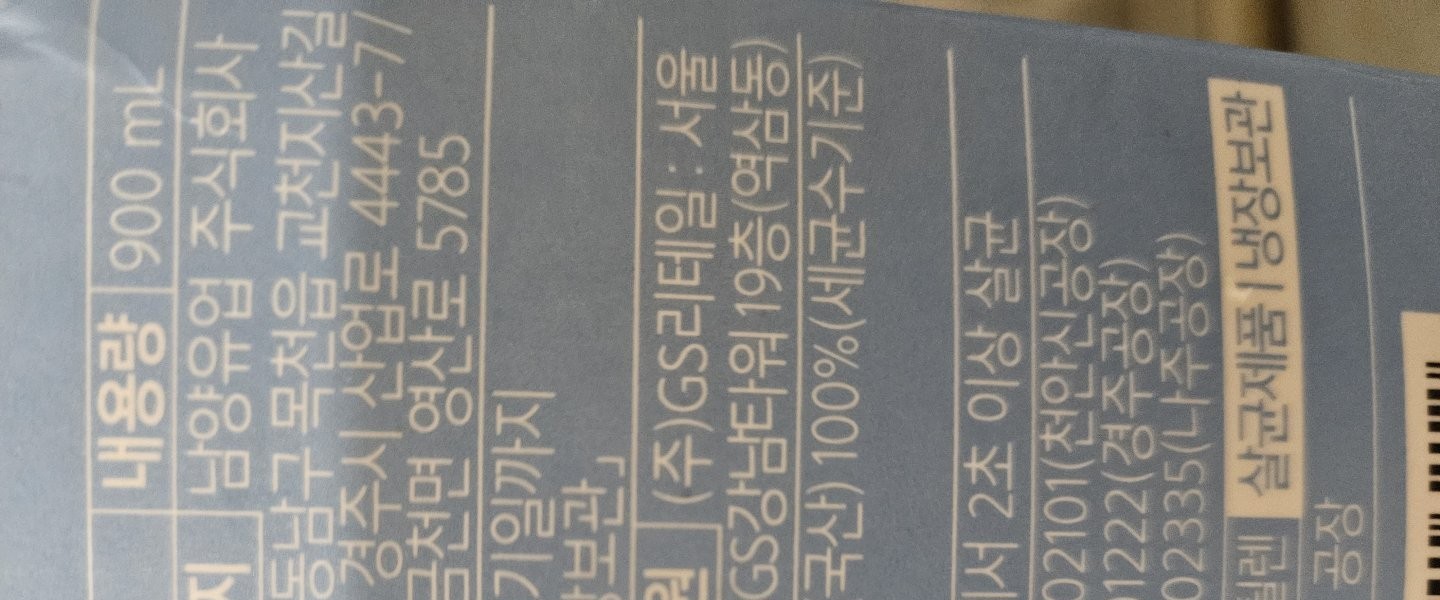 내용량 900 mL
남양유업 주식회사
동남구 목천읍 교천지산길
경주시 산업로 4443-77
금천면 영산로 5785
기일까지
보관」
(주)GS리테일 : 서울
GS강남타워 19층(역삼동)
국산) 100%(세균수기준)
서 2초 이상 살균
02101(천안신공장)
01222(경주공장)
02335(나주공장)
살균제품 | 냉장보관
공장